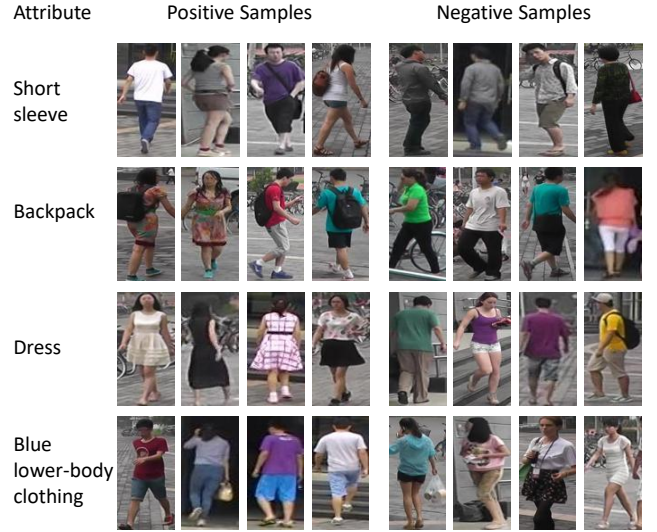 Attribute Positive Samples Negative Samples
Short
sleeve
Backpack
Dress
Blue
lower-body
clothing